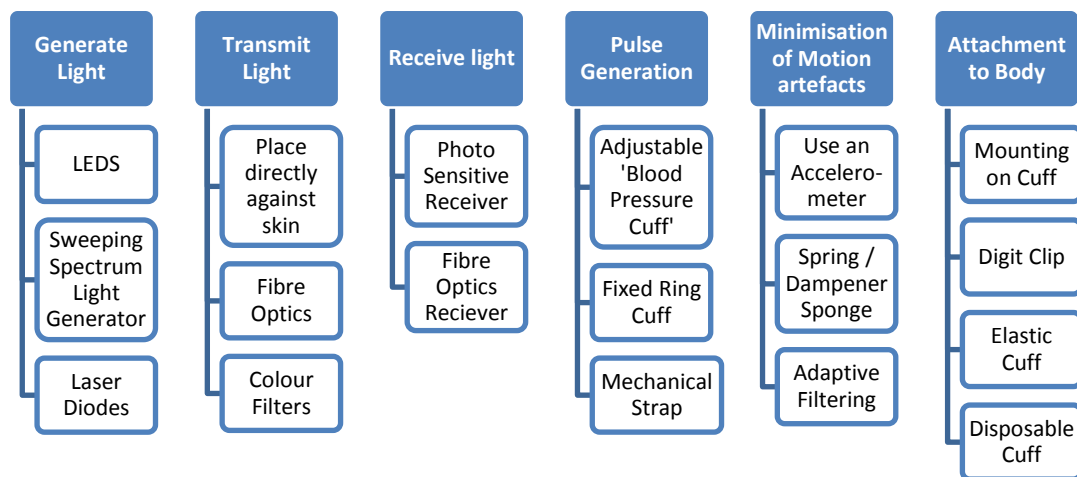 Generate
Light
LEDS
Sweeping
Spectrum
Light
Generator
Laser
Diodes
Transmit
Light
Place
directly
against
skin
Fibre
Optics
Colour
Filters
Receive light
Photo
Sensitive
Receiver
Fibre
Optics
Reciever
Pulse
Generation
Adjustable
'Blood
Pressure
Cuff'
Fixed Ring
Cuff
Mechanical
Strap
Minimisation
of Motion
artefacts
Use an
Accelero-
meter
Spring /
Dampener
Sponge
Adaptive
Filtering
Attachment
to Body
Mounting
on Cuff
Digit Clip
Elastic
Cuff
Disposable
Cuff